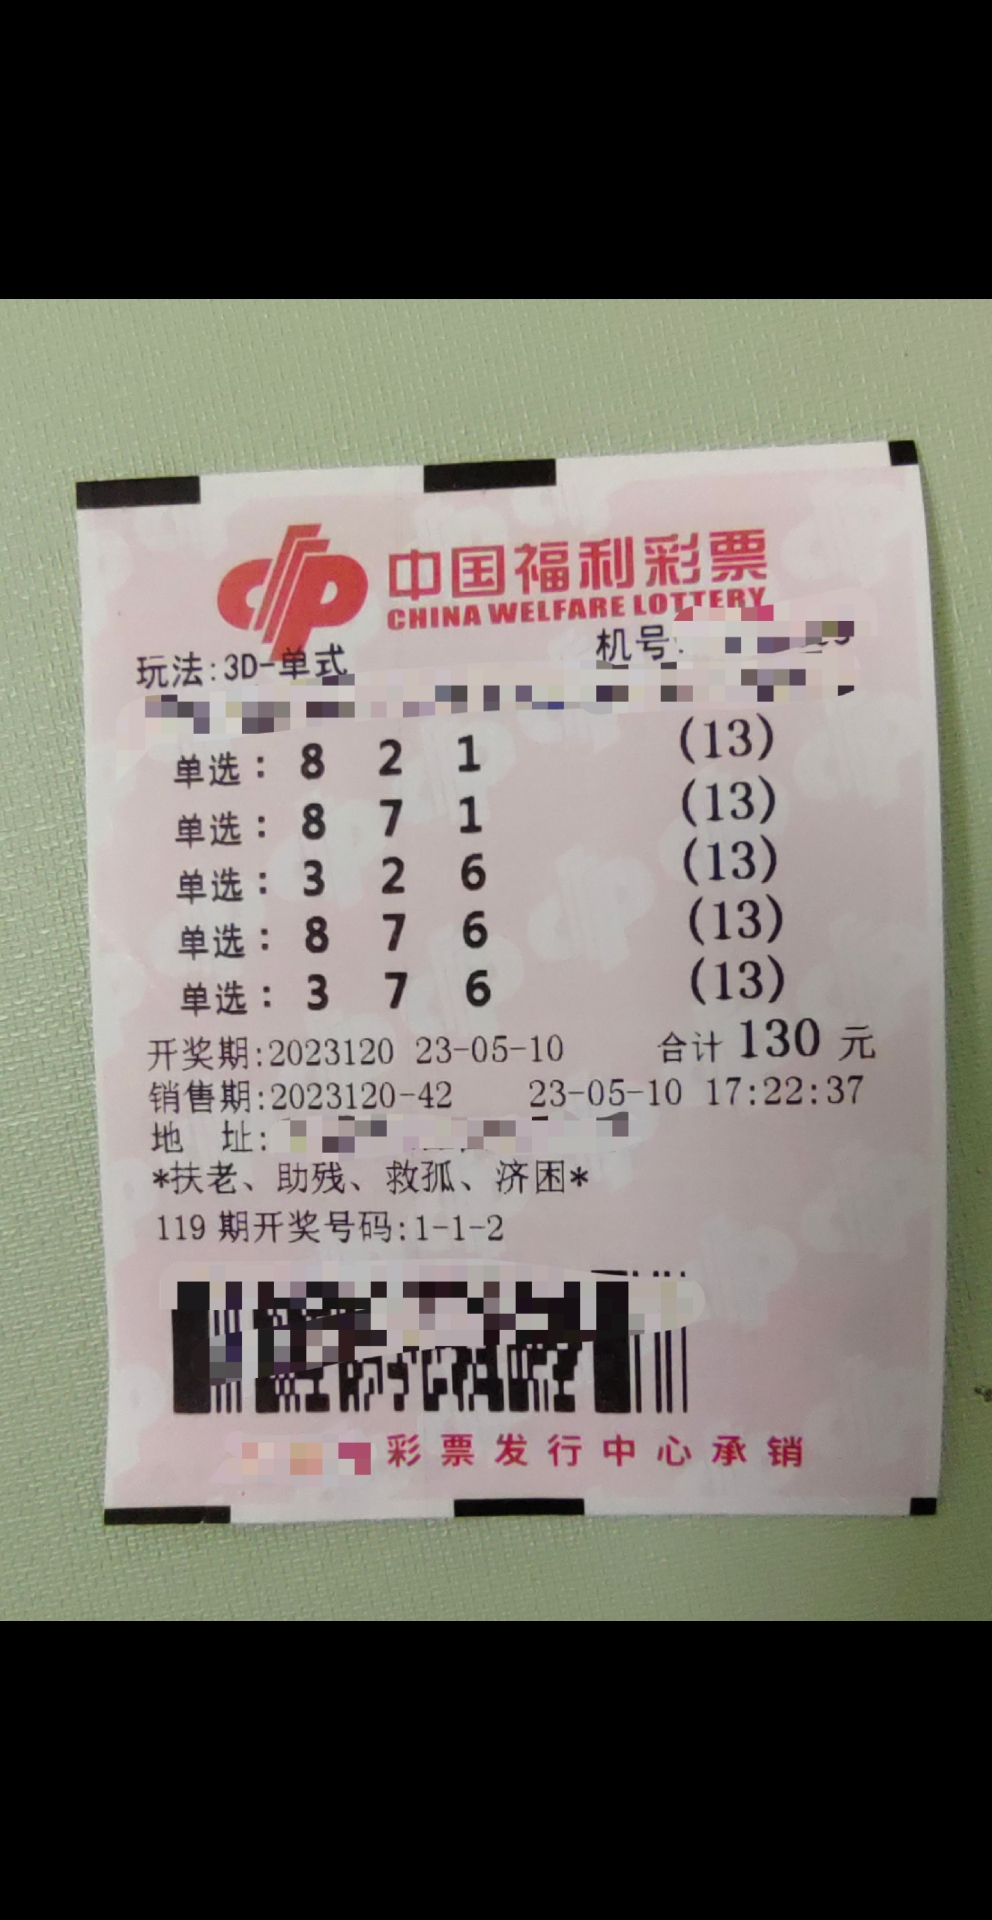 中国福利彩票
CHINA WELFARE LOTTERY
玩法:3D-单式 机号:
单选: 8 2 1 (13)
单选: 8 7 1 (13)
单选: 3 2 6 (13)
单选: 8 7 6 (13)
单选: 3 7 6 (13)
开奖期:2023120 23-05-10 合计 130 元
销售期:2023120-42 23-05-10 17:22:37
地 址:
*扶老、助残、救孤、济困*
119 期开奖号码:1-1-2
彩票发行中心承销